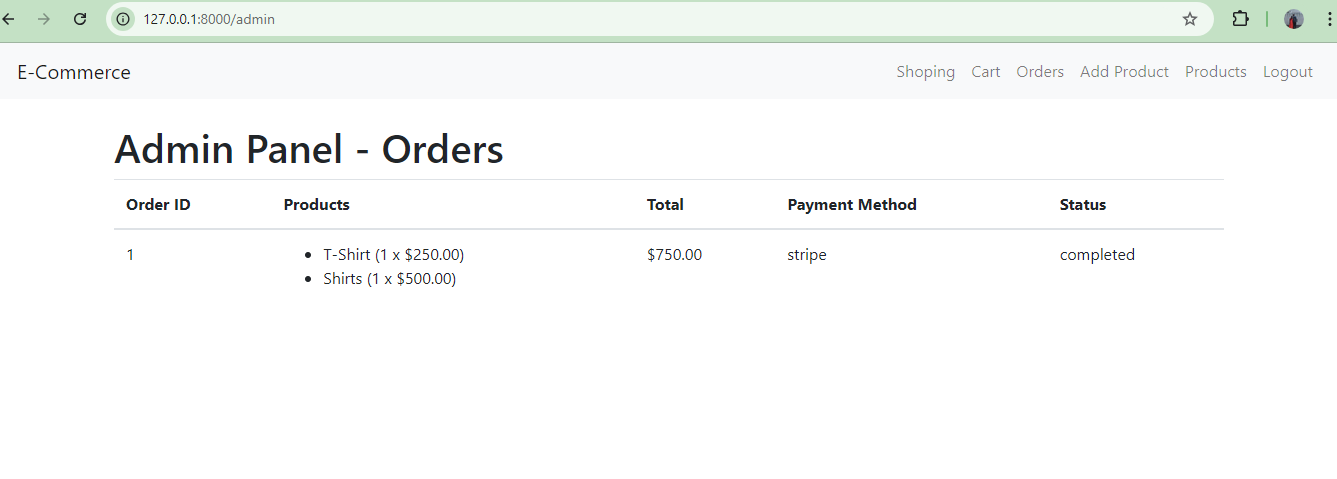 127.0.0.1:8000/admin
E-Commerce Shoping Cart Orders Add Product Products Logout
Admin Panel - Orders
Order ID Products Total Payment Method Status
1 • T-Shirt (1 x $250.00) $750.00 stripe completed
• Shirts (1 x $500.00)